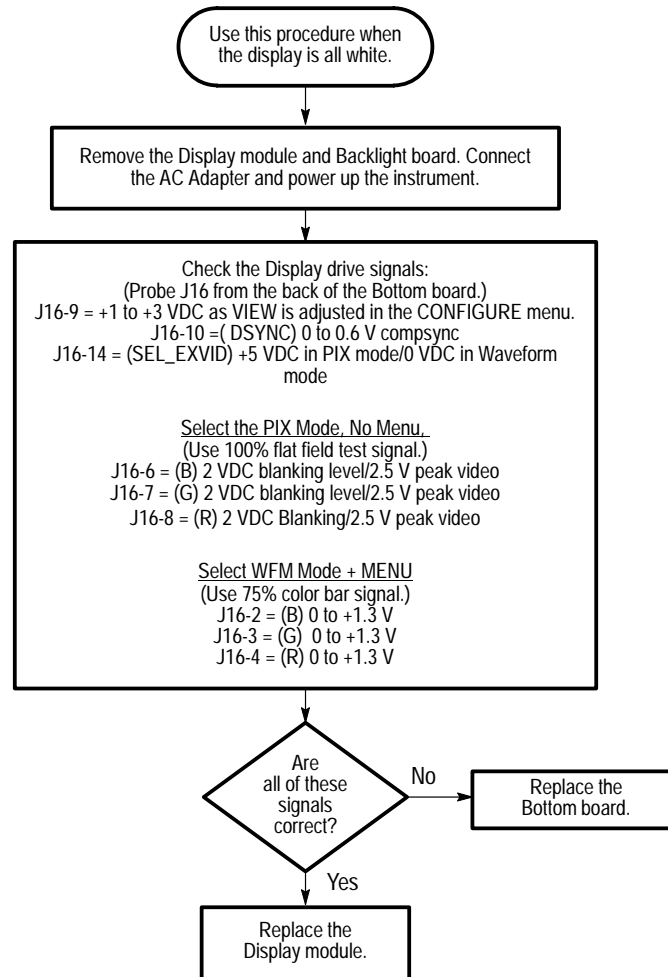 Use this procedure when
the display is all white.
Remove the Display module and Backlight board. Connect
the AC Adapter and power up the instrument.
Check the Display drive signals:
(Probe J16 from the back of the Bottom board.)
J16-9 = +1 to +3 VDC as VIEW is adjusted in the CONFIGURE menu.
J16-10 =( DSYNC) 0 to 0.6 V compsync
J16-14 = (SEL_EXVID) +5 VDC in PIX mode/0 VDC in Waveform
mode
Select the PIX Mode, No Menu,
(Use 100% flat field test signal.)
J16-6 = (B) 2 VDC blanking level/2.5 V peak video
J16-7 = (G) 2 VDC blanking level/2.5 V peak video
J16-8 = (R) 2 VDC Blanking/2.5 V peak video
Select WFM Mode + MENU
(Use 75% color bar signal.)
J16-2 = (B) 0 to +1.3 V
J16-3 = (G) 0 to +1.3 V
J16-4 = (R) 0 to +1.3 V
Are
all of these
signals
correct?
No
Replace the
Bottom board.
Yes
Replace the
Display module.